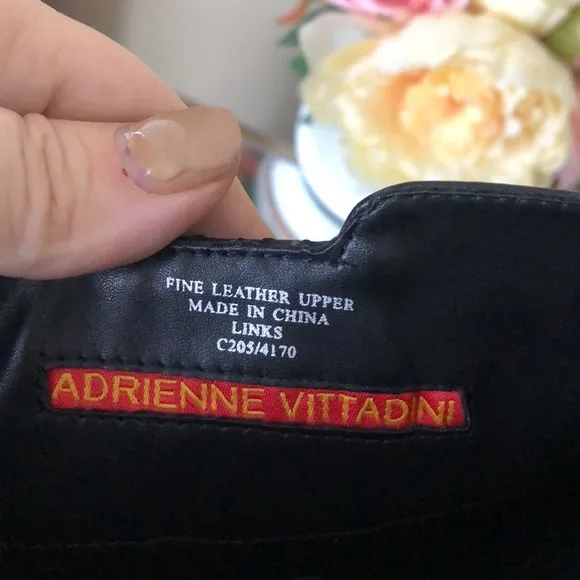 FINE LEATHER UPPER
MADE IN CHINA
LINKS
C205/4170
ADRIENNE VITTADINI